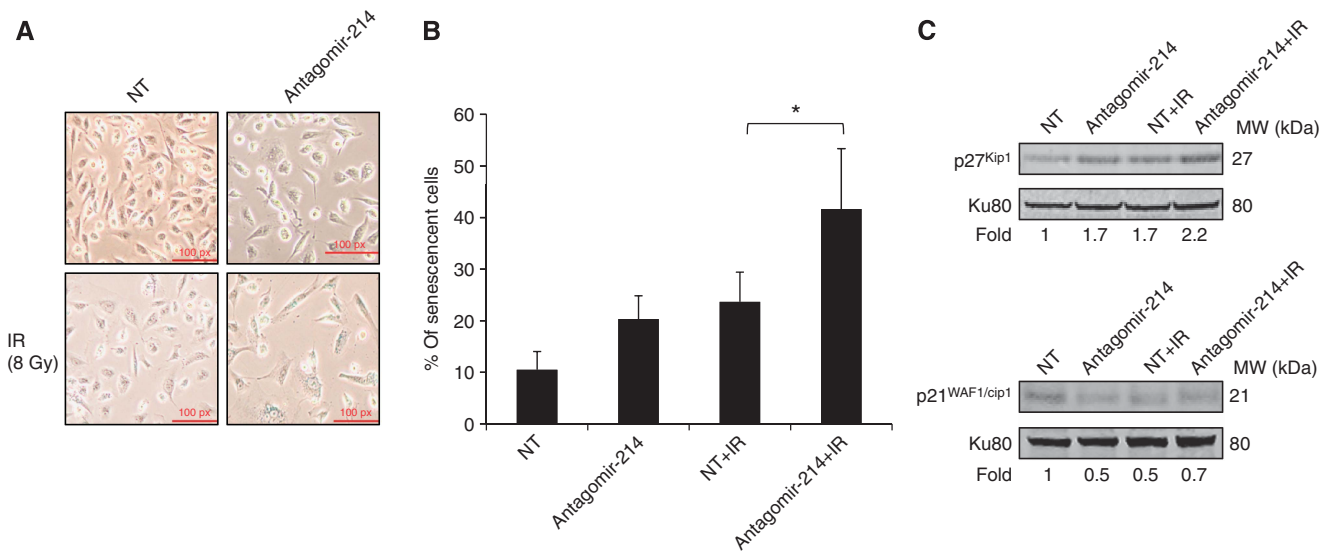 A
NT
Antagomir-214
100 px
100 px
IR
(8 Gy)
100 px
100 px
B
% Of senescent cells
60
50
40
30
20
10
0
*
NT
Antagomir-214
NT+IR
Antagomir-214+IR
C
NT
Antagomir-214
NT+IR
Antagomir-214+IR
MW (kDa)
p27Kip1
27
Ku80
80
Fold 1 1.7 1.7 2.2
NT
Antagomir-214
NT+IR
Antagomir-214+IR
MW (kDa)
p21WAF1/cip1
21
Ku80
80
Fold 1 0.5 0.5 0.7